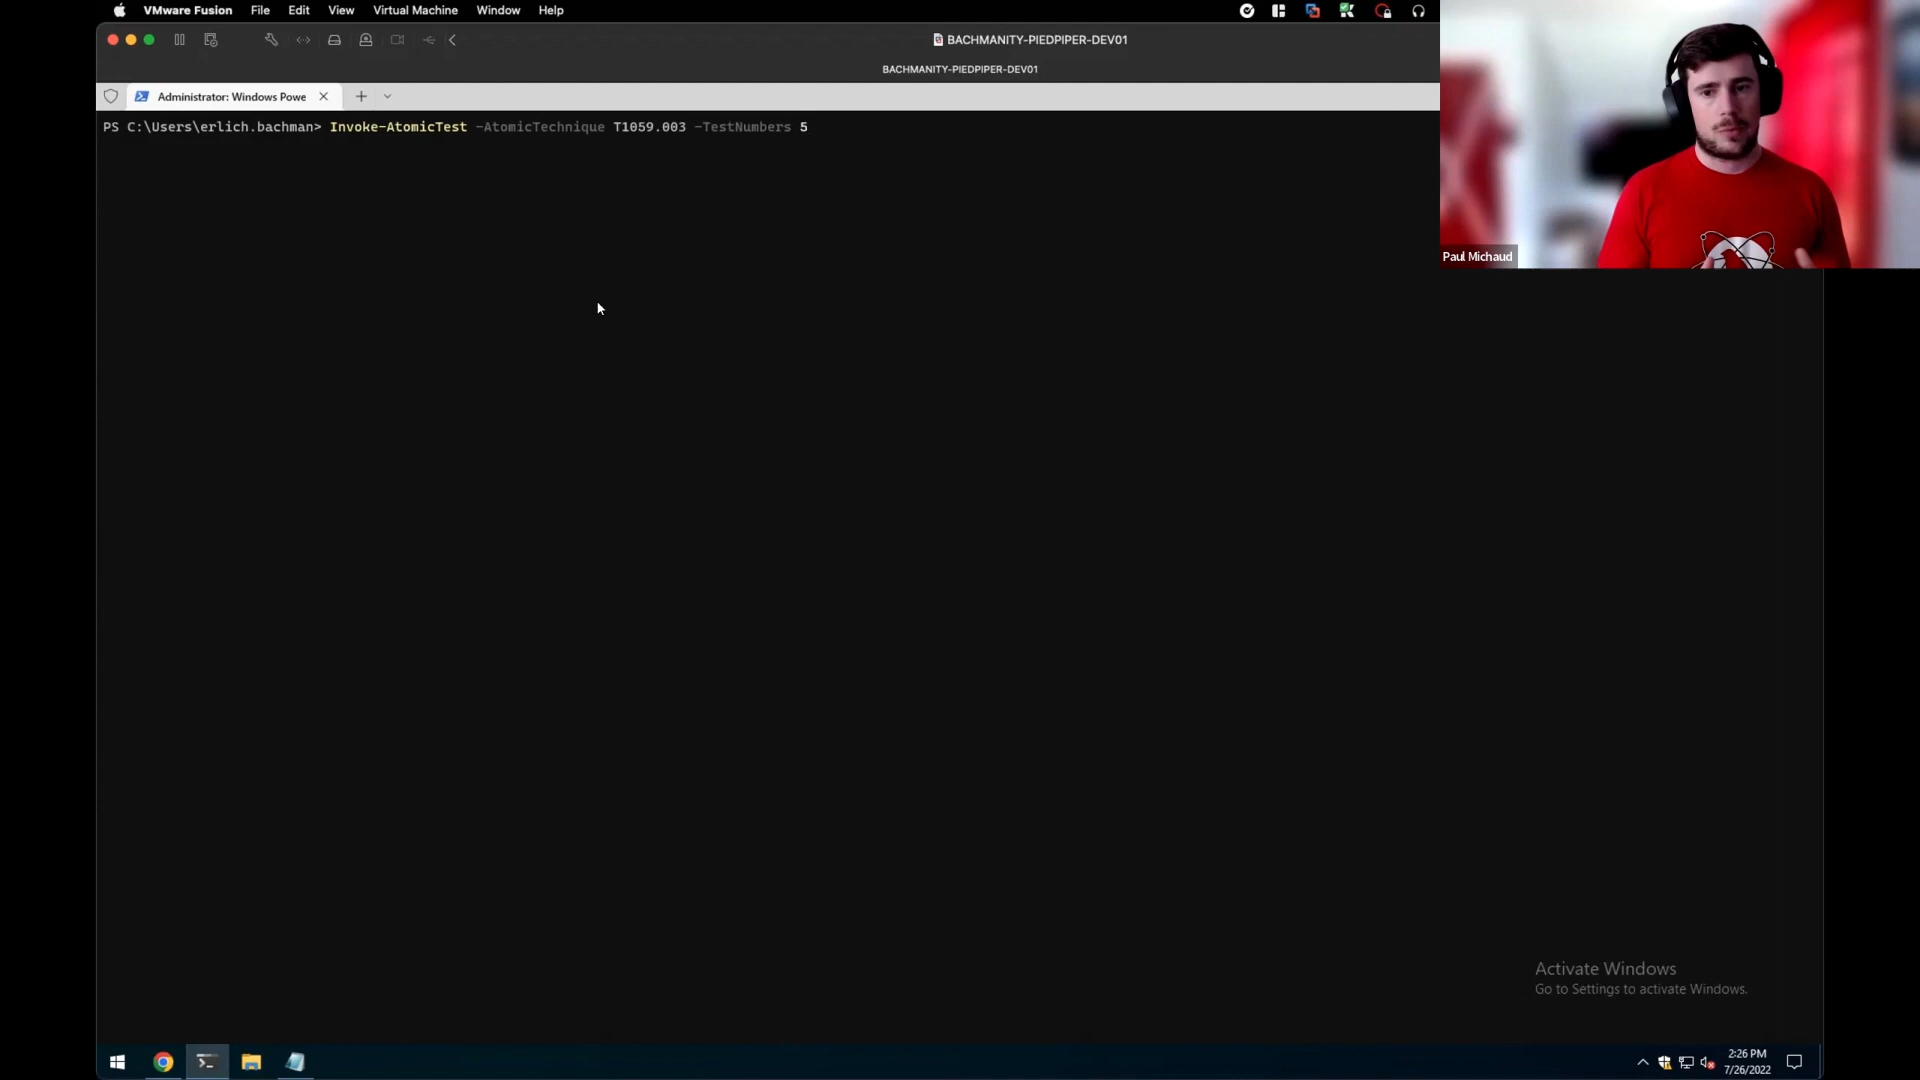 VMware Fusion File Edit View Virtual Machine Window Help
BACHMANITY-PIEDPIPER-DEV01
BACHMANITY-PIEDPIPER-DEV01
Administrator: Windows Powe
PS C:\Users\erlich.bachman> Invoke-AtomicTest -AtomicTechnique T1059.003 -TestNumbers 5
Paul Michaud
Activate Windows
Go to Settings to activate Windows.
2:26 PM
7/26/2022